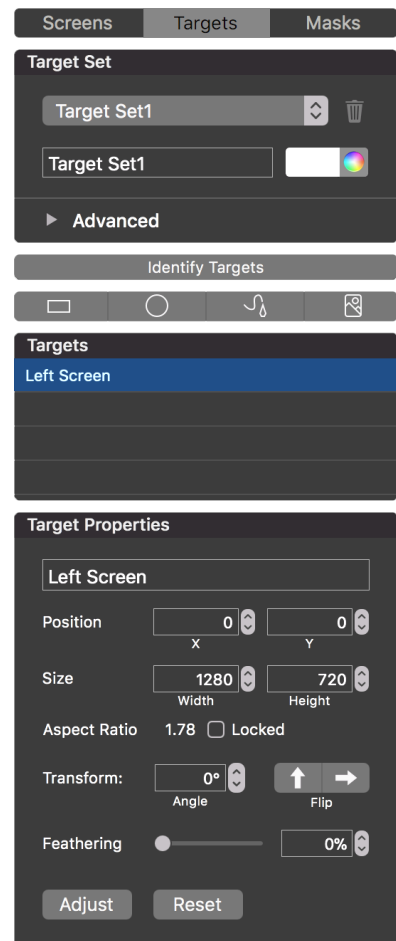 Screens Targets Masks
Target Set
Target Set1
Target Set1
Advanced
Identify Targets
Targets
Left Screen
Target Properties
Left Screen
Position 0 0
X Y
Size 1280 720
Width Height
Aspect Ratio 1.78 Locked
Transform: 0°
Angle Flip
Feathering 0%
Adjust Reset